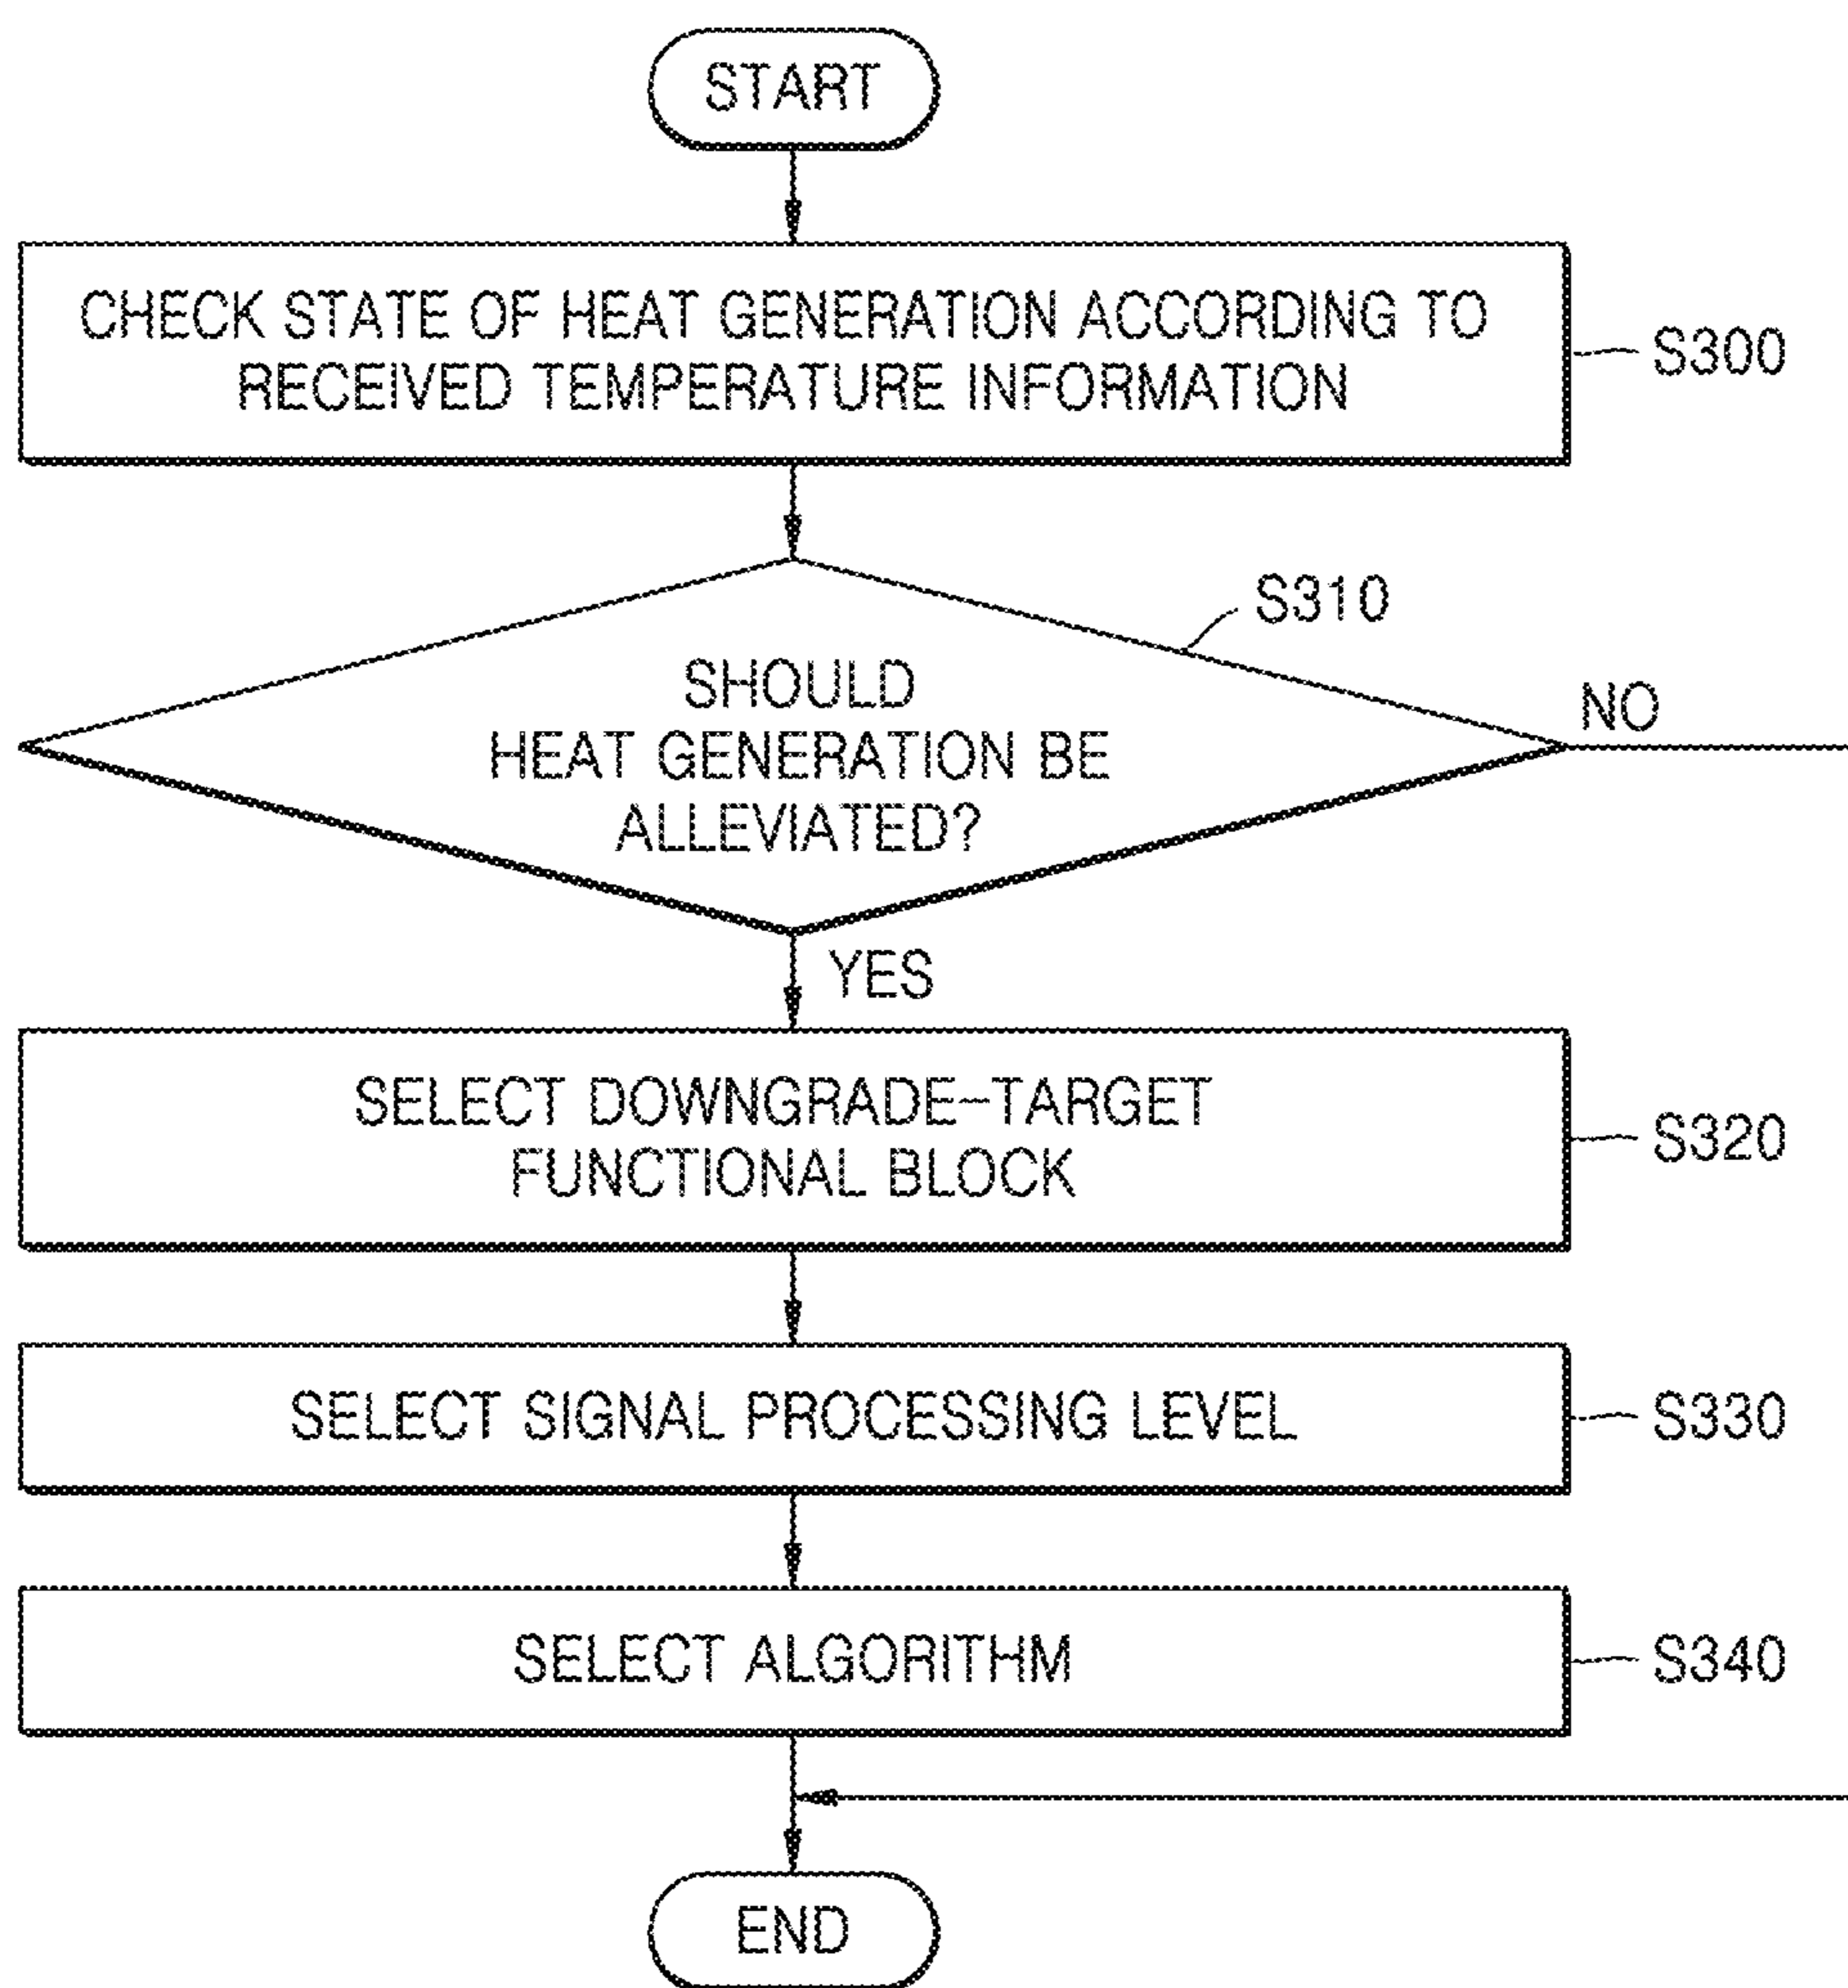 START
CHECK STATE OF HEAT GENERATION ACCORDING TO
RECEIVED TEMPERATURE INFORMATION
S300
S310
SHOULD
HEAT GENERATION BE
ALLEVIATED?
NO
YES
SELECT DOWNGRADE-TARGET
FUNCTIONAL BLOCK
S320
SELECT SIGNAL PROCESSING LEVEL
S330
SELECT ALGORITHM
S340
END